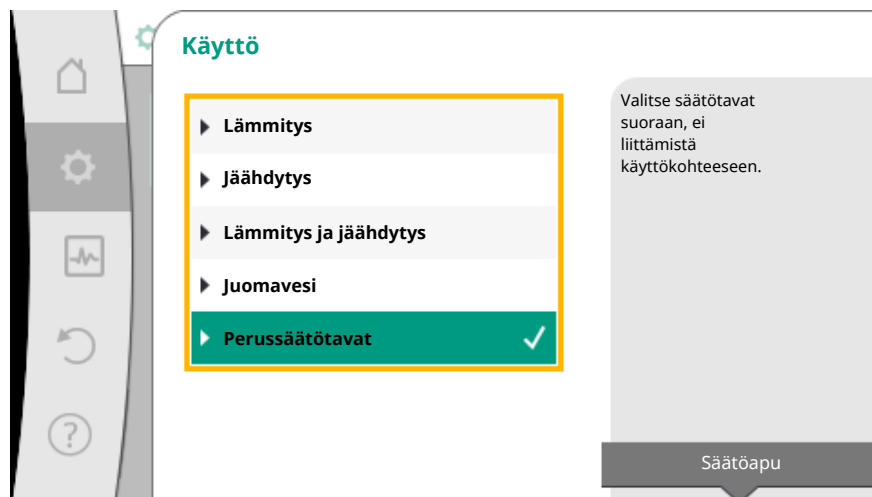 Käyttö
Lämmitys
Jäähdytys
Lämmitys ja jäähdytys
Juomavesi
Perussäätötavat
Valitse säätötavat
suoraan, ei
liittämistä
käyttökohteeseen.
Säätöapu
?